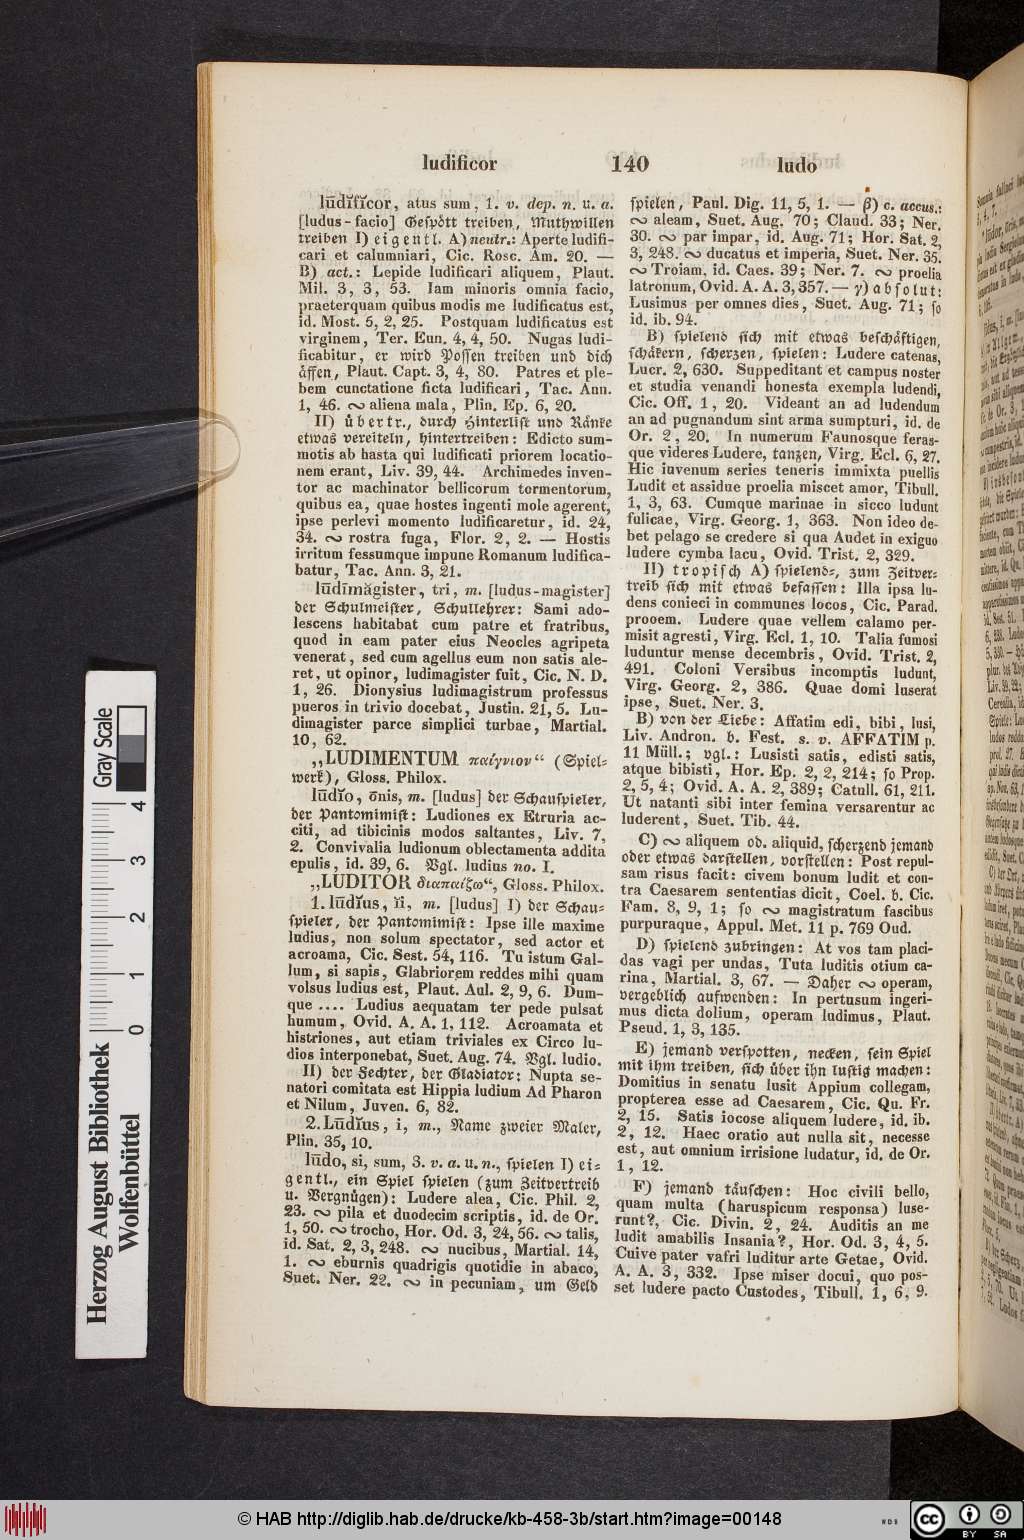 ludificor 140 ludo
lūdĭfĭcor, atus sum, 1. v. dep. n. u. a.
[ludus-facio] Geſpött treiben, Muthwillen
treiben I) eigentl. A) neutr.: Aperte ludifi-
cari et calumniari, Cic. Rosc. Am. 20. —
B) act.: Lepide ludificari aliquem, Plaut.
Mil. 3, 3, 53. Iam minoris omnia facio,
praeterquam quibus modis me ludificatus est,
id. Most. 5, 2, 25. Postquam ludificatus est
virginem, Ter. Eun. 4, 4, 50. Nugas ludi-
ficabitur, er wird Poſſen treiben und dich
äffen, Plaut. Capt. 3, 4, 80. Patres et ple-
bem cunctatione ficta ludificari, Tac. Ann.
1, 46. ∾ aliena mala, Plin. Ep. 6, 20.
II) übertr., durch Hinterliſt und Ränke
etwas vereiteln, hintertreiben: Edicto sum-
motis ab hasta qui ludificati priorem locatio-
nem erant, Liv. 39, 44. Archimedes inven-
tor ac machinator bellicorum tormentorum,
quibus ea, quae hostes ingenti mole agerent,
ipse perlevi momento ludificaretur, id. 24,
34. ∾ rostra fuga, Flor. 2, 2. — Hostis
irritum fessumque impune Romanum ludifica-
batur, Tac. Ann. 3, 21.
lūdĭmăgister, tri, m. [ludus-magister]
der Schulmeiſter, Schullehrer: Sami ado-
lescens habitabat cum patre et fratribus,
quod in eam pater eius Neocles agripeta
venerat, sed cum agellus eum non satis ale-
ret, ut opinor, ludimagister fuit, Cic. N. D.
1, 26. Dionysius ludimagistrum professus
pueros in trivio docebat, Justin. 21, 5. Lu-
dimagister parce simplici turbae, Martial.
10, 62.
„LUDIMENTUM παίγνιον“ (Spiel-
werk), Gloss. Philox.
lūdĭo, ōnis, m. [ludus] der Schauſpieler,
der Pantomimiſt: Ludiones ex Etruria ac-
citi, ad tibicinis modos saltantes, Liv. 7,
2. Convivalia ludionum oblectamenta addita
epulis, id. 39, 6. Vgl. ludius no. I.
„LUDITOR διαπαίζω“, Gloss. Philox.
1. lūdĭus, ĭi, m. [ludus] I) der Schau-
ſpieler, der Pantomimiſt: Ipse ille maxime
ludius, non solum spectator, sed actor et
acroama, Cic. Sest. 54, 116. Tu istum Gal-
lum, si sapis, Glabriorem reddes mihi quam
volsus ludius est, Plaut. Aul. 2, 9, 6. Dum-
que .... Ludius aequatam ter pede pulsat
humum, Ovid. A. A. 1, 112. Acroamata et
histriones, aut etiam triviales ex Circo lu-
dios interponebat, Suet. Aug. 74. Vgl. ludio.
II) der Fechter, der Gladiator: Nupta se-
natori comitata est Hippia ludium Ad Pharon
et Nilum, Juven. 6, 82.
2. Lūdĭus, i, m., Name zweier Maler,
Plin. 35, 10.
lūdo, si, sum, 3. v. a. u. n., ſpielen I) ei-
gentl., ein Spiel ſpielen (zum Zeitvertreib
u. Vergnügen): Ludere alea, Cic. Phil. 2,
23. ∾ pila et duodecim scriptis, id. de Or.
1, 50. ∾ trocho, Hor. Od. 3, 24, 56. ∾ talis,
id. Sat. 2, 3, 248. ∾ nucibus, Martial. 14,
1. ∾ eburnis quadrigis quotidie in abaco,
Suet. Ner. 22. ∾ in pecuniam, um Geld
ſpielen, Paul. Dig. 11, 5, 1. — β) c. accus.:
∾ aleam, Suet. Aug. 70; Claud. 33; Ner.
30. ∾ par impar, id. Aug. 71; Hor. Sat. 2,
3, 248. ∾ ducatus et imperia, Suet. Ner. 35.
∾ Troiam, id. Caes. 39; Ner. 7. ∾ proelia
latronum, Ovid. A. A. 3, 357. — γ) abſolut:
Lusimus per omnes dies, Suet. Aug. 71; ſo
id. ib. 94.
B) ſpielend ſich mit etwas beſchäftigen,
ſchäkern, ſcherzen, ſpielen: Ludere catenas,
Lucr. 2, 630. Suppeditant et campus noster
et studia venandi honesta exempla ludendi,
Cic. Off. 1, 20. Videant an ad ludendum
an ad pugnandum sint arma sumpturi, id. de
Or. 2, 20. In numerum Faunosque feras-
que videres Ludere, tanzen, Virg. Ecl. 6, 27.
Hic iuvenum series teneris immixta puellis
Ludit et assidue proelia miscet amor, Tibull.
1, 3, 63. Cumque marinae in sicco ludunt
fulicae, Virg. Georg. 1, 363. Non ideo de-
bet pelago se credere si qua Audet in exiguo
ludere cymba lacu, Ovid. Trist. 2, 329.
II) tropiſch A) ſpielend-, zum Zeitver-
treib ſich mit etwas befaſſen: Illa ipsa lu-
dens conieci in communes locos, Cic. Parad.
prooem. Ludere quae vellem calamo per-
misit agresti, Virg. Ecl. 1, 10. Talia fumosi
luduntur mense decembris, Ovid. Trist. 2,
491. Coloni Versibus incomptis ludunt,
Virg. Georg. 2, 386. Quae domi luserat
ipse, Suet. Ner. 3.
B) von der Liebe: Affatim edi, bibi, lusi,
Liv. Andron. b. Fest. s. v. AFFATIM p.
11 Müll.; vgl.: Lusisti satis, edisti satis,
atque bibisti, Hor. Ep. 2, 2, 214; ſo Prop.
2, 5, 4; Ovid. A. A. 2, 389; Catull. 61, 211.
Ut natanti sibi inter femina versarentur ac
luderent, Suet. Tib. 44.
C) ∾ aliquem od. aliquid, ſcherzend jemand
oder etwas darſtellen, vorſtellen: Post repul-
sam risus facit: civem bonum ludit et con-
tra Caesarem sententias dicit, Coel. b. Cic.
Fam. 8, 9, 1; ſo ∾ magistratum fascibus
purpuraque, Appul. Met. 11 p. 769 Oud.
D) ſpielend zubringen: At vos tam placi-
das vagi per undas, Tuta luditis otium ca-
rina, Martial. 3, 67. — Daher ∾ operam,
vergeblich aufwenden: In pertusum ingeri-
mus dicta dolium, operam ludimus, Plaut.
Pseud. 1, 3, 135.
E) jemand verſpotten, necken, ſein Spiel
mit ihm treiben, ſich über ihn luſtig machen:
Domitius in senatu lusit Appium collegam,
propterea esse ad Caesarem, Cic. Qu. Fr.
2, 15. Satis iocose aliquem ludere, id. ib.
2, 12. Haec oratio aut nulla sit, necesse
est, aut omnium irrisione ludatur, id. de Or.
1, 12.
F) jemand täuſchen: Hoc civili bello,
quam multa (haruspicum responsa) luse-
runt?, Cic. Divin. 2, 24. Auditis an me
ludit amabilis Insania?, Hor. Od. 3, 4, 5.
Cuive pater vafri luditur arte Getae, Ovid.
A. A. 3, 332. Ipse miser docui, quo pos-
set ludere pacto Custodes, Tibull. 1, 6, 9.
Herzog August Bibliothek
Wolfenbüttel
Gray Scale
0 1 2 3 4
© HAB http://diglib.hab.de/drucke/kb-458-3b/start.htm?image=00148
WDB
CC BY SA